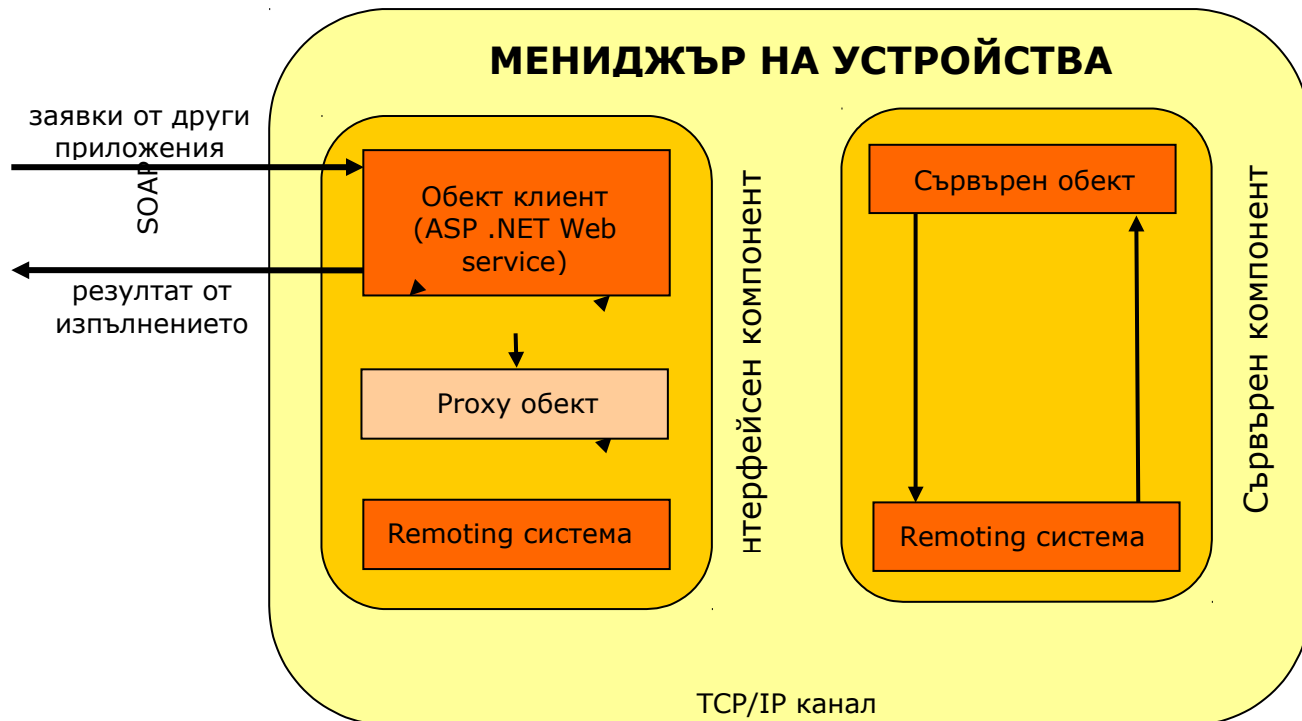 МЕНИДЖЪР НА УСТРОЙСТВА
заявки от други
приложения
SOAP
резултат от
изпълнението
Обект клиент
(ASP .NET Web
service)
Proxy обект
Remoting система
нтерфейсен компонент
Сървърен обект
Remoting система
Сървърен компонент
TCP/IP канал